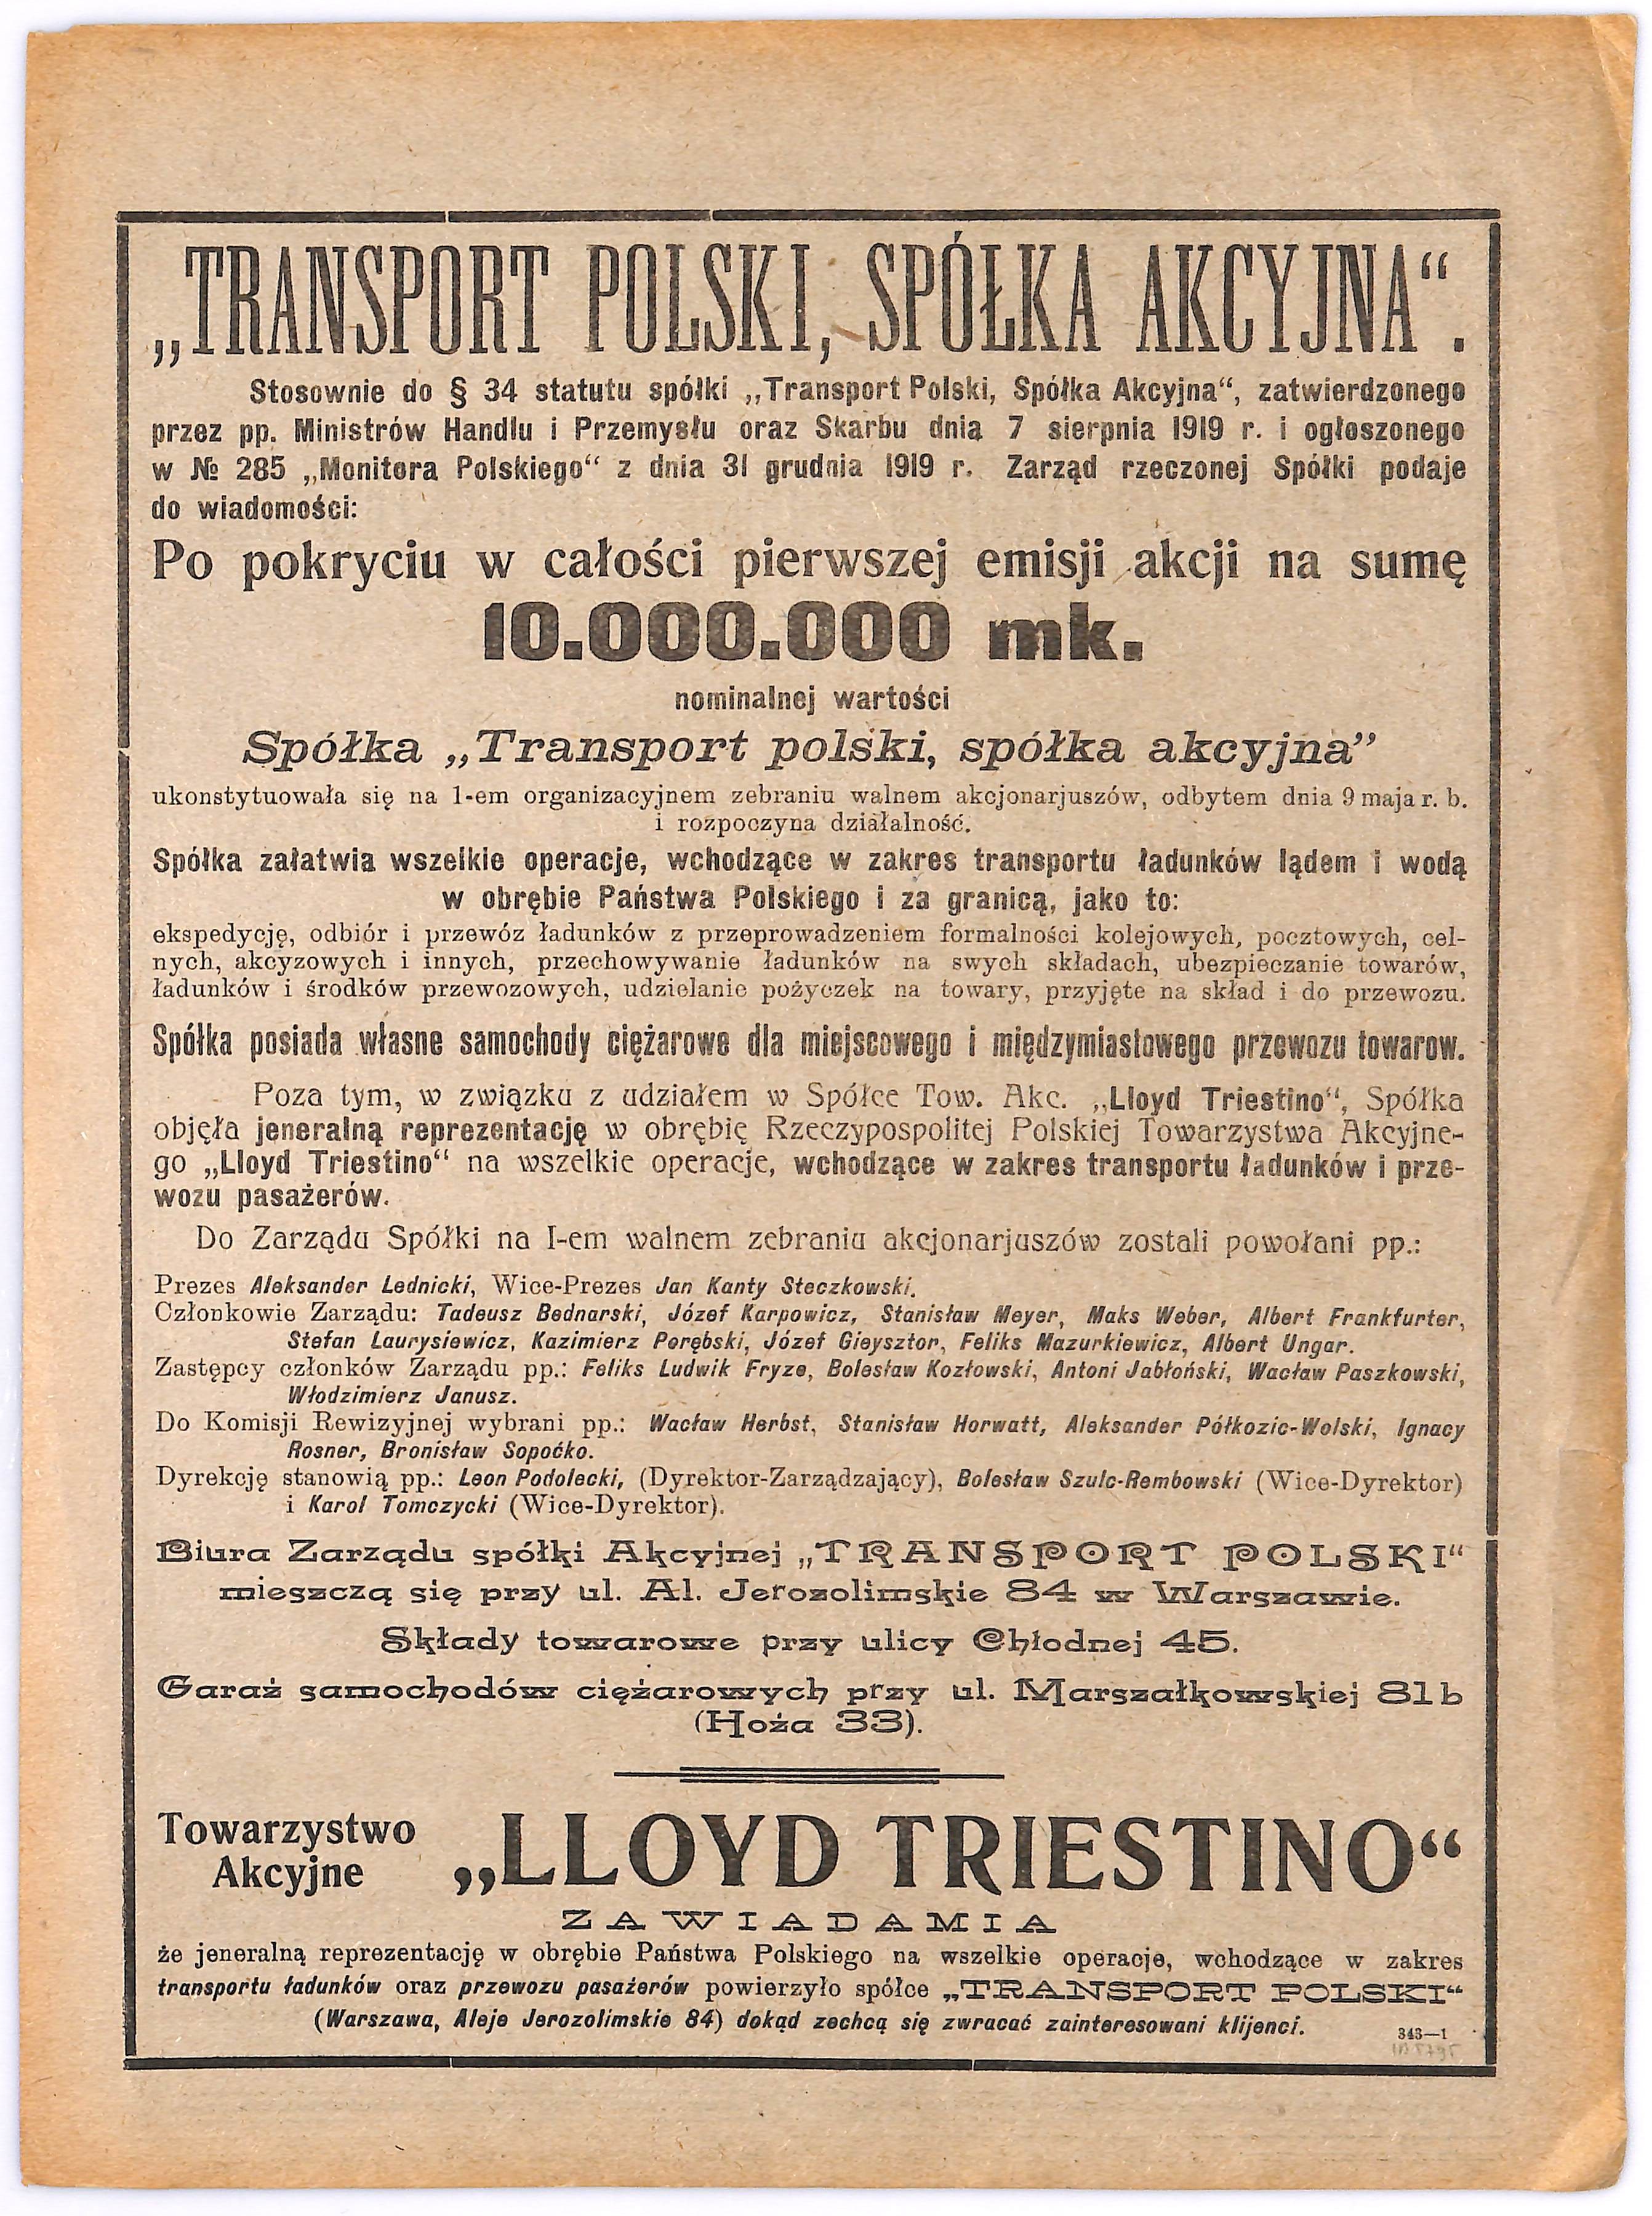 „TRANSPORT POLSKI, SPÓŁKA AKCYJNA“.
Stosownie do § 34 statutu spółki „Transport Polski, Spółka Akcyjna“, zatwierdzonego
przez pp. Ministrów Handlu i Przemysłu oraz Skarbu dnia 7 sierpnia 1919 r. i ogłoszonego
w № 285 „Monitora Polskiego“ z dnia 31 grudnia 1919 r. Zarząd rzeczonej Spółki podaje
do wiadomości:
Po pokryciu w całości pierwszej emisji akcji na sumę
10.000.000 mk.
nominalnej wartości
Spółka „Transport polski, spółka akcyjna”
ukonstytuowała się na 1-em organizacyjnem zebraniu walnem akcjonarjuszów, odbytem dnia 9 maja r. b.
i rozpoczyna działalność.
Spółka załatwia wszelkie operacje, wchodzące w zakres transportu ładunków lądem i wodą
w obrębie Państwa Polskiego i za granicą, jako to:
ekspedycję, odbiór i przewóz ładunków z przeprowadzeniem formalności kolejowych, pocztowych, cel-
nych, akcyzowych i innych, przechowywanie ładunków na swych składach, ubezpieczanie towarów,
ładunków i środków przewozowych, udzielanie pożyczek na towary, przyjęte na skład i do przewozu.
Spółka posiada własne samochody ciężarowe dla miejscowego i międzymiastowego przewozu towarow.
Poza tym, w związku z udziałem w Spółce Tow. Akc. „Lloyd Triestino“, Spółka
objęła jeneralną reprezentację w obrębię Rzeczypospolitej Polskiej Towarzystwa Akcyjne-
go „Lloyd Triestino“ na wszelkie operacje, wchodzące w zakres transportu ładunków i prze-
wozu pasażerów.
Do Zarządu Spółki na I-em walnem zebraniu akcjonarjuszów zostali powołani pp.:
Prezes Aleksander Lednicki, Wice-Prezes Jan Kanty Steczkowski.
Członkowie Zarządu: Tadeusz Bednarski, Józef Karpowicz, Stanisław Meyer, Maks Weber, Albert Frankfurter,
Stefan Laurysiewicz, Kazimierz Porębski, Józef Gieysztor, Feliks Mazurkiewicz, Albert Ungar.
Zastępcy członków Zarządu pp.: Feliks Ludwik Fryze, Bolesław Kozłowski, Antoni Jabłoński, Wacław Paszkowski,
Włodzimierz Janusz.
Do Komisji Rewizyjnej wybrani pp.: Wacław Herbst, Stanisław Horwatt, Aleksander Półkozic-Wolski, Ignacy
Rosner, Bronisław Sopoćko.
Dyrekcję stanowią pp.: Leon Podolecki, (Dyrektor-Zarządzający), Bolesław Szulc-Rembowski (Wice-Dyrektor)
i Karol Tomczycki (Wice-Dyrektor).
Biura Zarządu spółki Akcyjnej „TRANSPORT POLSKI“
mieszczą się przy ul. Al. Jerozolimskie 84 w Warszawie.
Składy towarowe przy ulicy Chłodnej 45.
Garaż samochodów ciężarowych przy ul. Marszałkowskiej 81b
(Hoża 33).
Towarzystwo
Akcyjne
„LLOYD TRIESTINO“
ZAWIADAMIA
że jeneralną reprezentację w obrębie Państwa Polskiego na wszelkie operacje, wchodzące w zakres
transportu ładunków oraz przewozu pasażerów powierzyło spółce „TRANSPORT POLSKI“
(Warszawa, Aleje Jerozolimskie 84) dokąd zechcą się zwracać zainteresowani klijenci.
343—1